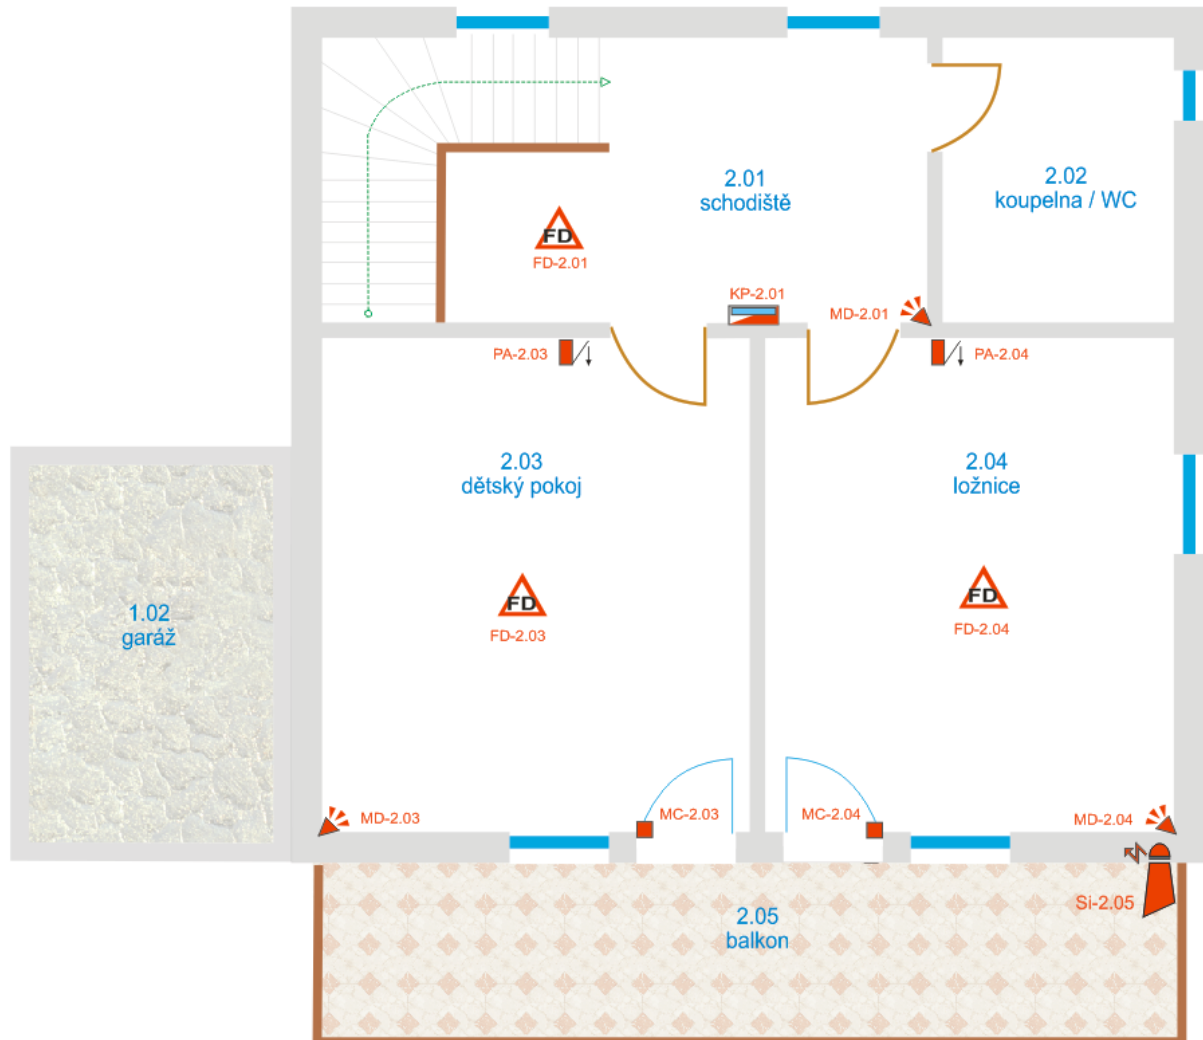 2.01
schodiště
2.02
koupelna / WC
FD
FD-2.01
KP-2.01
MD-2.01
PA-2.03
PA-2.04
2.03
dětský pokoj
2.04
ložnice
FD
FD-2.03
FD
FD-2.04
1.02
garáž
MD-2.03
MC-2.03
MC-2.04
MD-2.04
Si-2.05
2.05
balkon